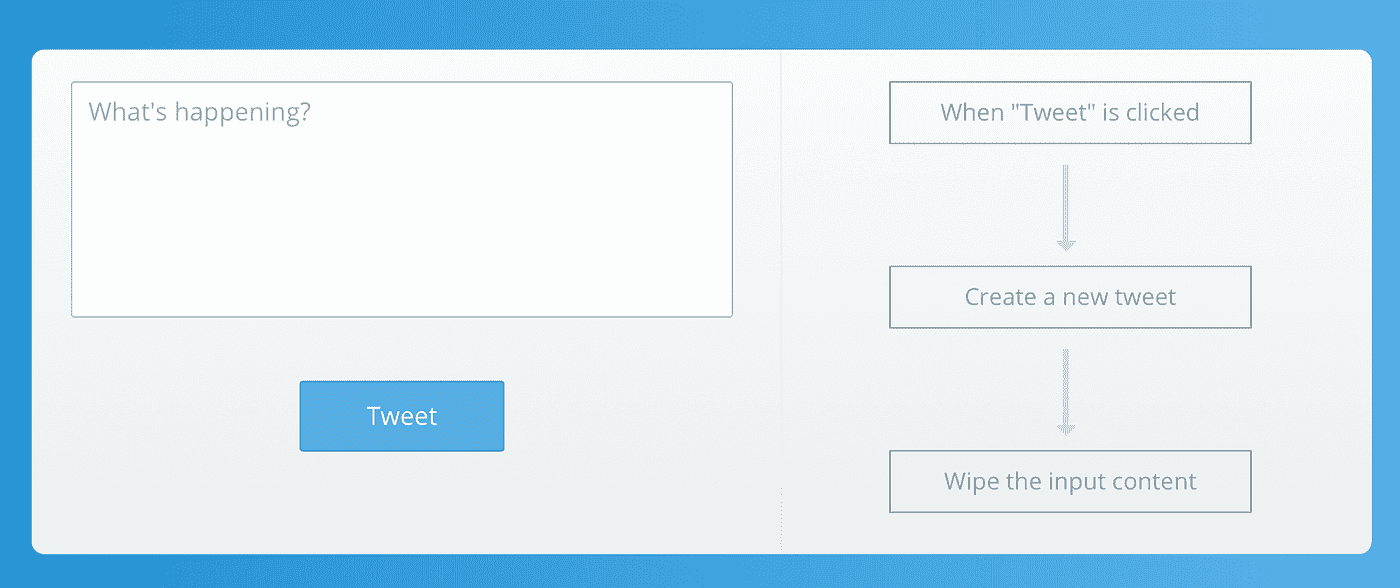 What's happening?
Tweet
When "Tweet" is clicked
Create a new tweet
Wipe the input content